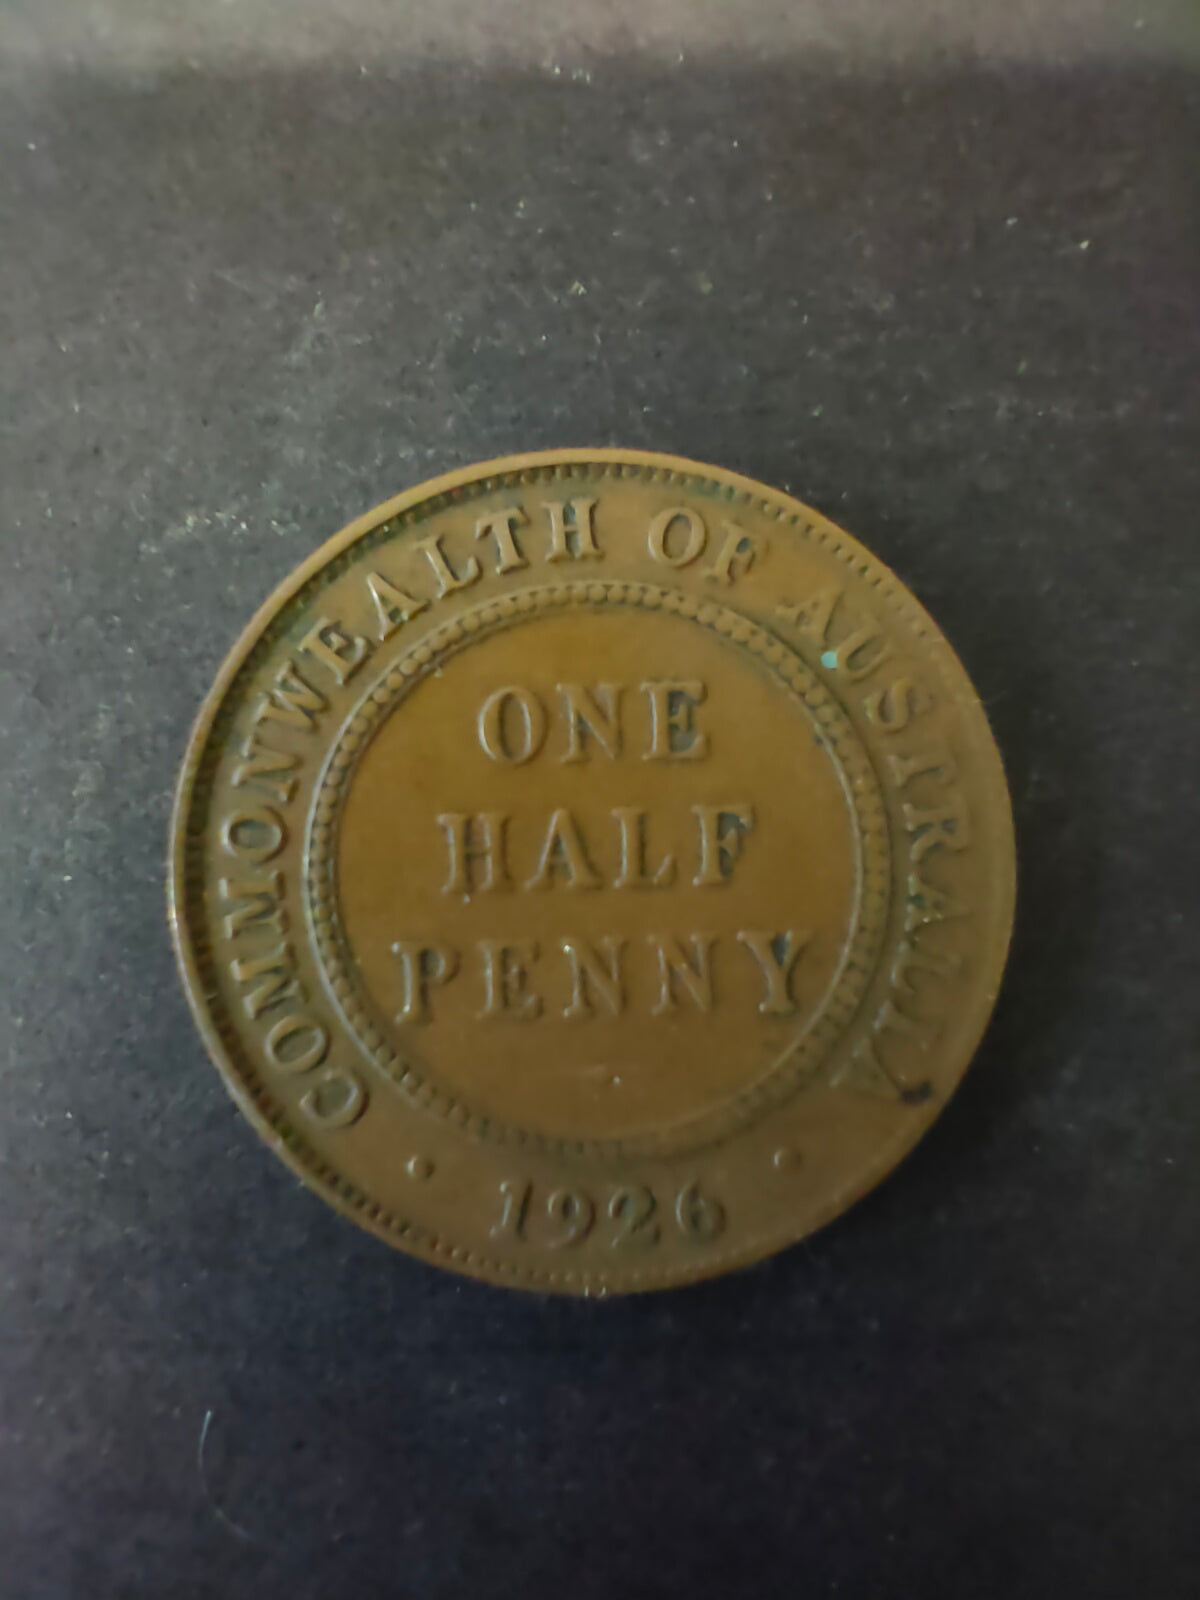 COMMONWEALTH OF AUSTRALIA
ONE
HALF
PENNY
· 1926 ·